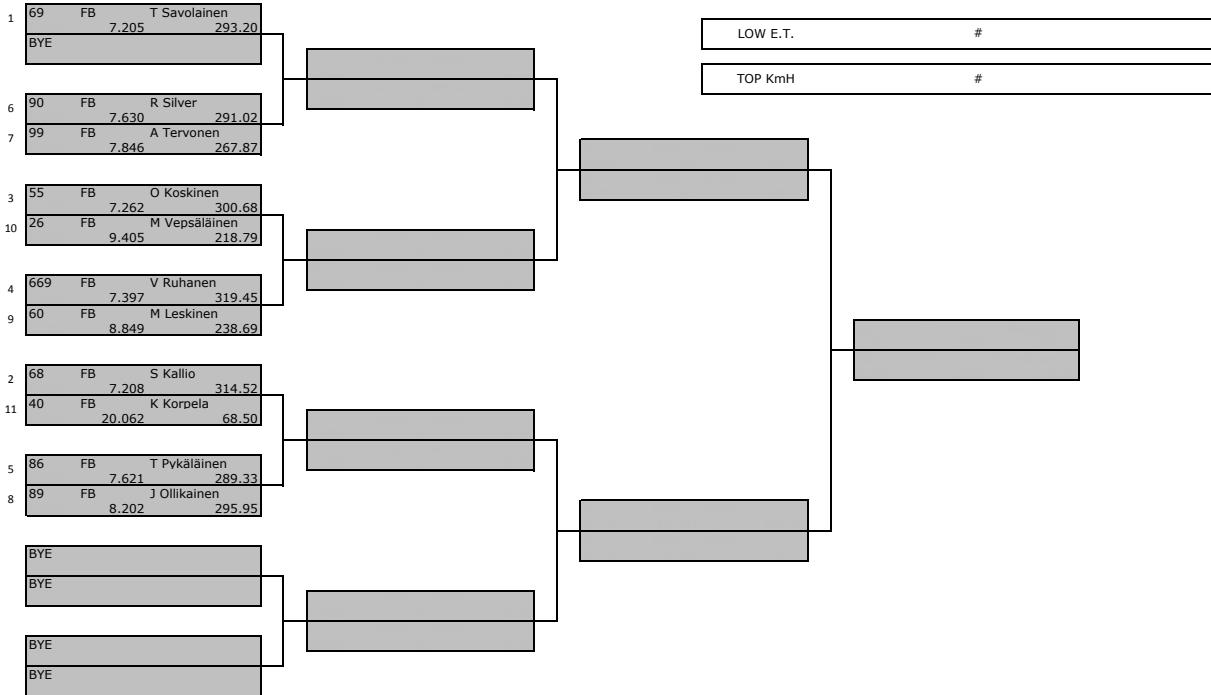 1 69 FB T Savolainen
7.205 293.20
BYE
LOW E.T. #
TOP KmH #
6 90 FB R Silver
7.630 291.02
7 99 FB A Tervonen
7.846 267.87
3 55 FB O Koskinen
7.262 300.68
10 26 FB M Vepsäläinen
9.405 218.79
4 669 FB V Ruhanen
7.397 319.45
9 60 FB M Leskinen
8.849 238.69
2 68 FB S Kallio
7.208 314.52
11 40 FB K Korpela
20.062 68.50
5 86 FB T Pykäläinen
7.621 289.33
8 89 FB J Ollikainen
8.202 295.95
BYE
BYE
BYE
BYE